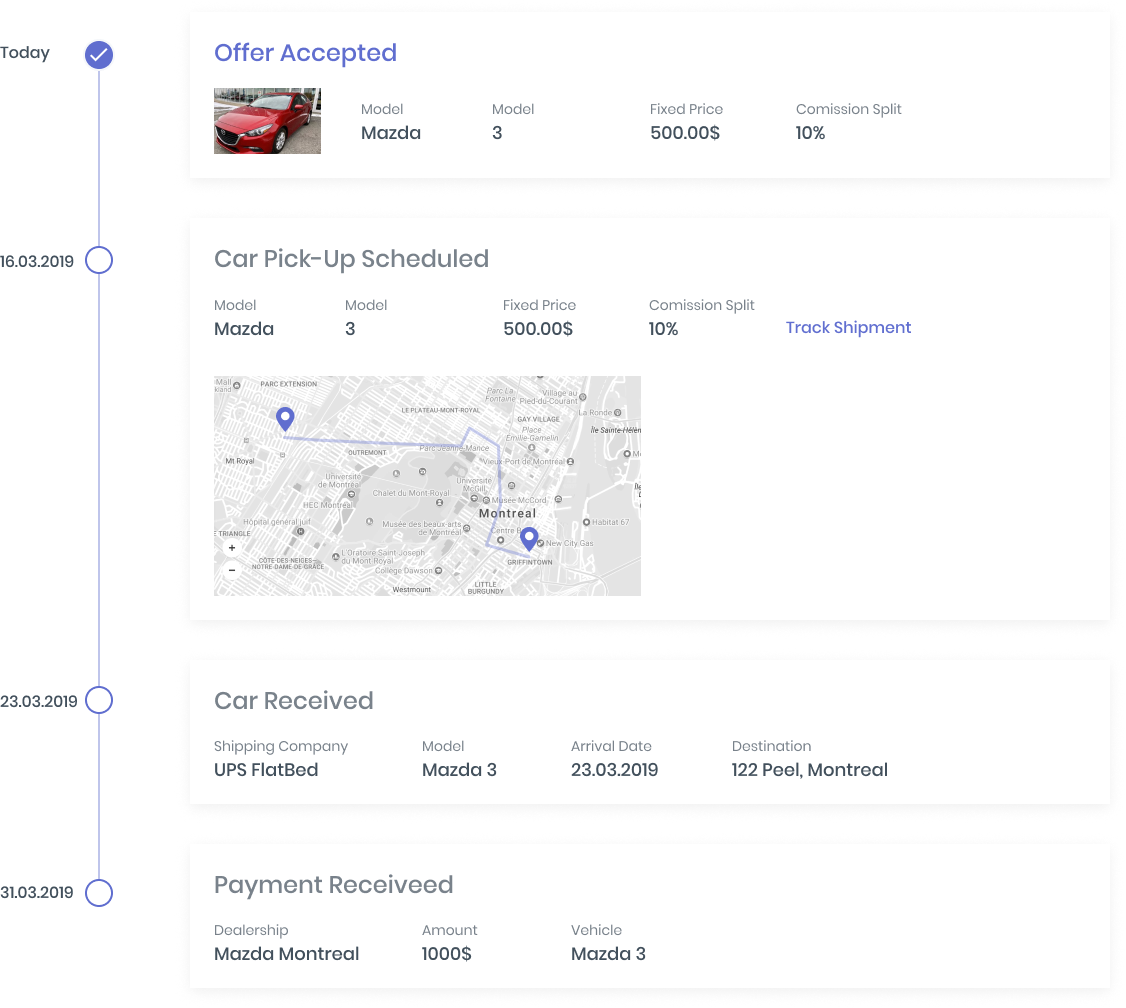 Today
Offer Accepted
Model Model Fixed Price Comission Split
Mazda 3 500.00$ 10%
16.03.2019
Car Pick-Up Scheduled
Model Model Fixed Price Comission Split
Mazda 3 500.00$ 10% Track Shipment
Mall
PARC EXTENSION
Parc La
Fontaine
Village au
Pied-du-Courant
LE PLATEAU-MONT-ROYAL
La Ronde
GAY VILLAGE
Place
Émilie-Gamelin
Île Sainte-Hélèn
Parc Jeanne-Mance
OUTREMONT
Mt Royal
Vieux-Port de Montréal
Université
de Montréal
Université
McGill
Chalet du Mont-Royal
HEC Montréal
Musée McCord
Montreal
Hôpital général juif
Musée des beaux-arts
de Montréal
Habitat 67
E TRIANGLE
Centre B
New City Gas
+
L'Oratoire Saint-Joseph
du Mont-Royal
GRIFFINTOWN
CÔTE-DES-NEIGES—
NOTRE-DAME-DE-GRÂCE
−
Collège Dawson
Westmount
LITTLE
BURGUNDY
23.03.2019
Car Received
Shipping Company Model Arrival Date Destination
UPS FlatBed Mazda 3 23.03.2019 122 Peel, Montreal
31.03.2019
Payment Receiveed
Dealership Amount Vehicle
Mazda Montreal 1000$ Mazda 3